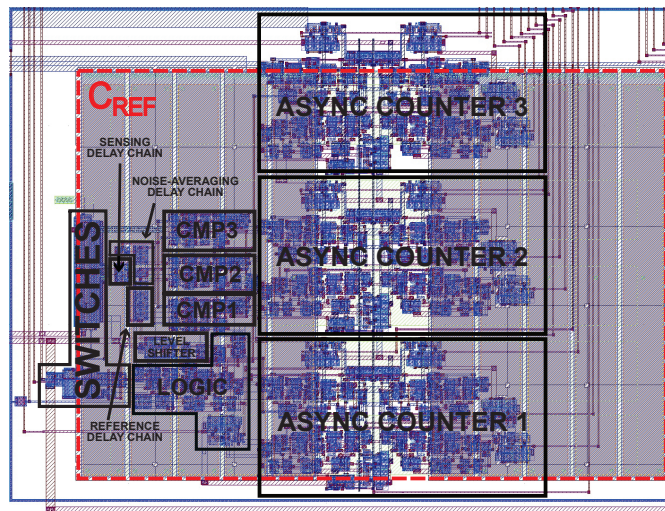 ASYNC COUNTER 3
CREF
SENSING
DELAY CHAIN
NOISE-AVERAGING
DELAY CHAIN
SWITCHES
CMP3
CMP2
CMP1
ASYNC COUNTER 2
LEVEL
SHIFTER
LOGIC
REFERENCE
DELAY CHAIN
ASYNC COUNTER 1